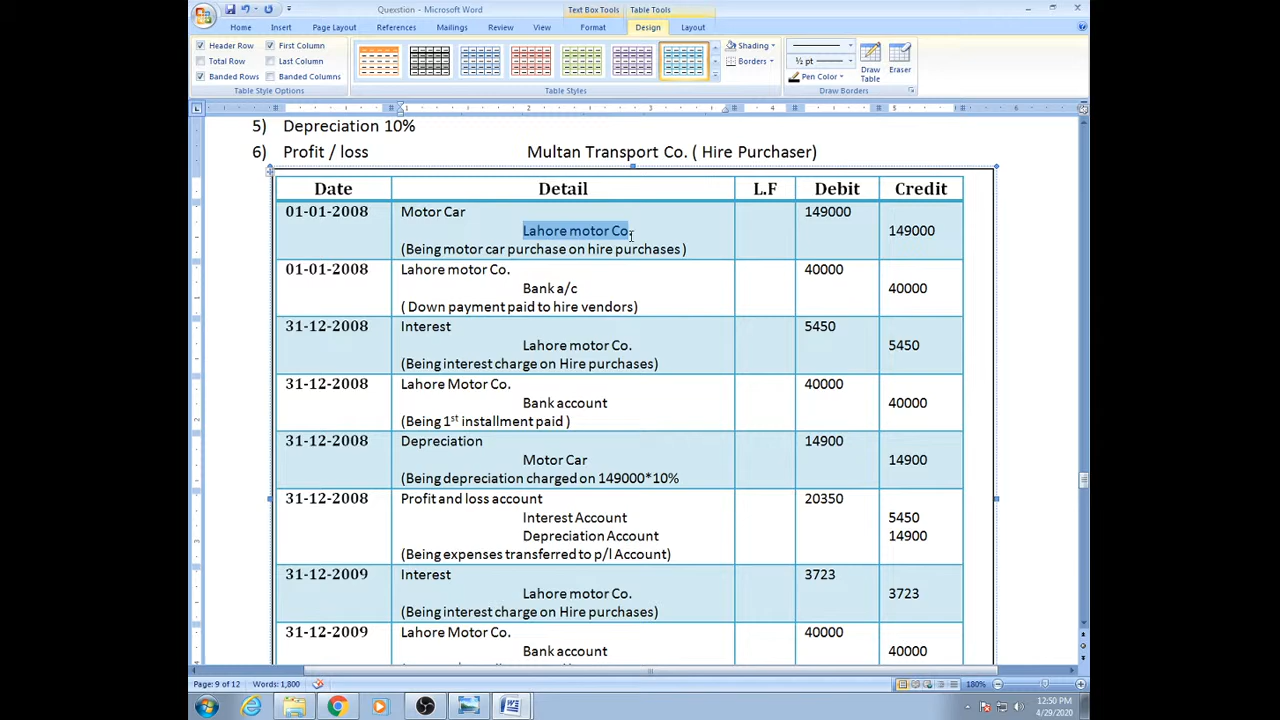 Quesstion - Microsoft Word
Text Box Tools
Table Tools
Home
Insert
Page Layout
References
Mailings
Review
View
Format
Design
Layout
Header Row
First Column
Total Row
Last Column
Banded Rows
Banded Columns
Table Style Options
Table Styles
Shading
Borders
½ pt
Pen Color
Draw Table
Eraser
Draw Borders
5) Depreciation 10%
6) Profit / loss Multan Transport Co. ( Hire Purchaser)
Date Detail L.F Debit Credit
01-01-2008 Motor Car 149000
Lahore motor Co. 149000
(Being motor car purchase on hire purchases )
01-01-2008 Lahore motor Co. 40000
Bank a/c 40000
( Down payment paid to hire vendors)
31-12-2008 Interest 5450
Lahore motor Co. 5450
(Being interest charge on Hire purchases)
31-12-2008 Lahore Motor Co. 40000
Bank account 40000
(Being 1st installment paid )
31-12-2008 Depreciation 14900
Motor Car 14900
(Being depreciation charged on 149000*10%
31-12-2008 Profit and loss account 20350
Interest Account 5450
Depreciation Account 14900
(Being expenses transferred to p/l Account)
31-12-2009 Interest 3723
Lahore motor Co. 3723
(Being interest charge on Hire purchases)
31-12-2009 Lahore Motor Co. 40000
Bank account 40000
Page: 9 of 12
Words: 1,800
180%
12:50 PM
4/29/2020